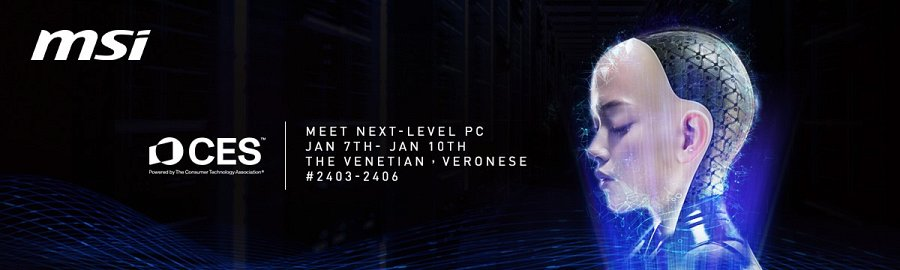 msi
CES™
Powered by The Consumer Technology Association®
MEET NEXT-LEVEL PC
JAN 7TH- JAN 10TH
THE VENETIAN , VERONESE
#2403-2406